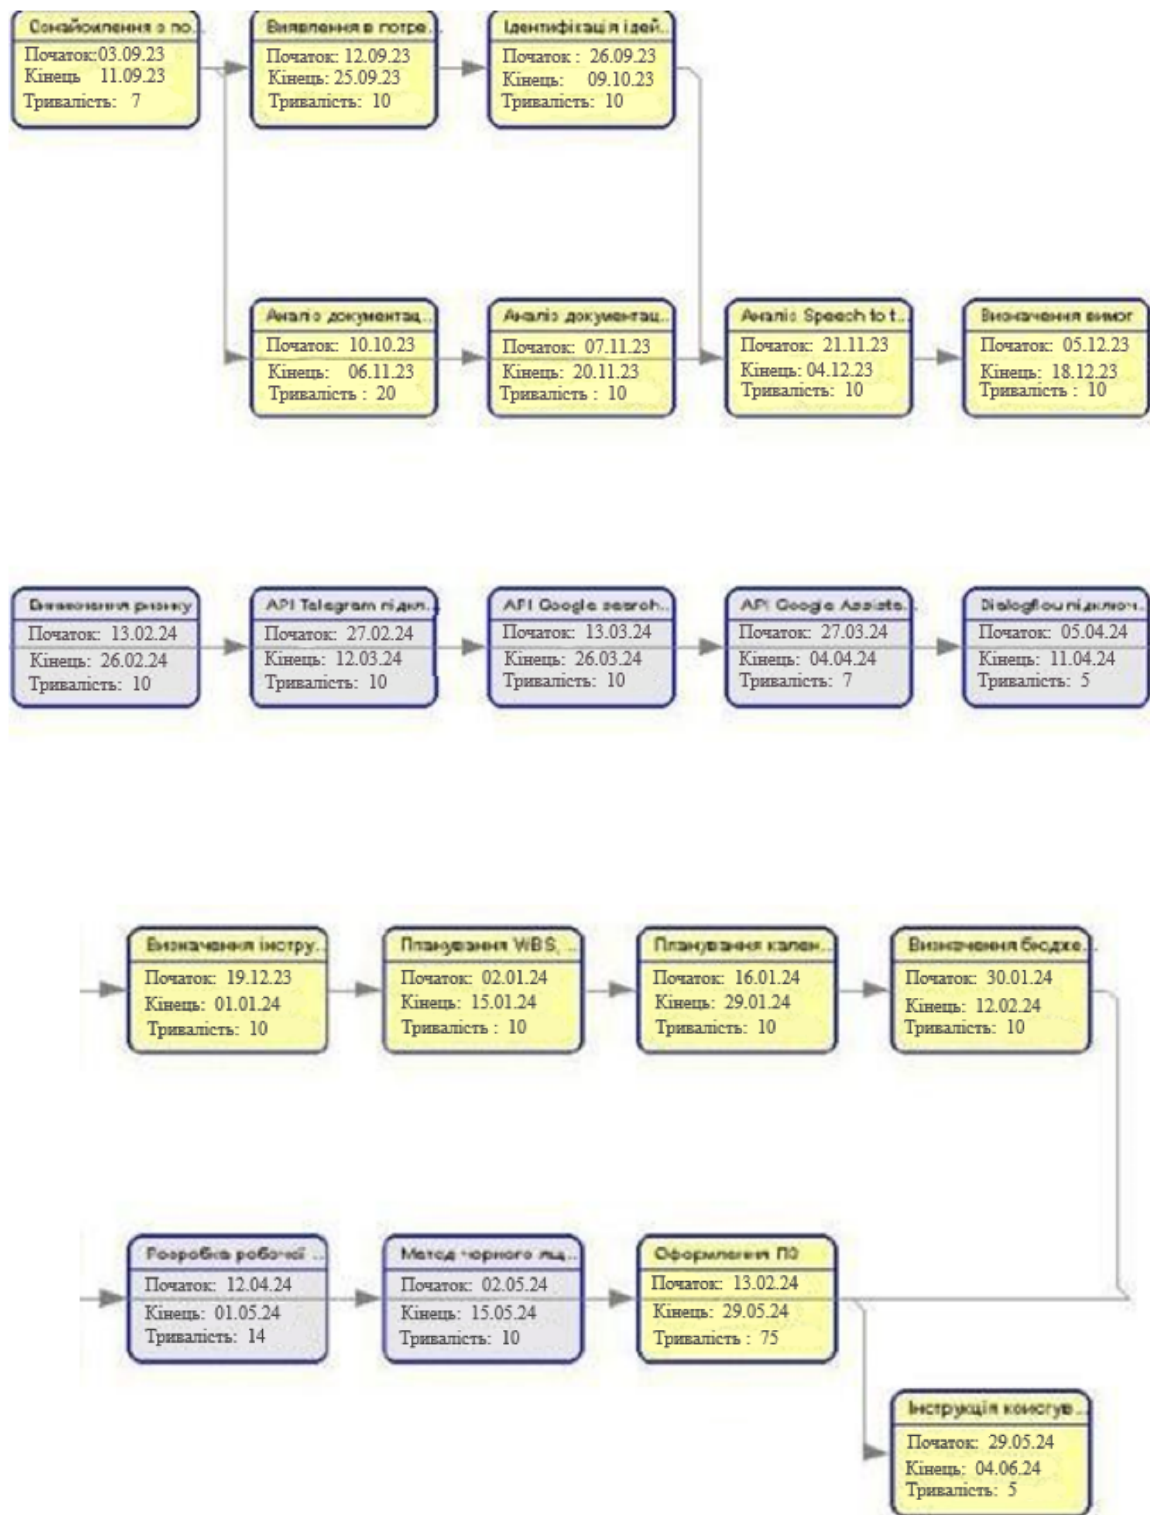 Ознайомлення з по...
Початок:03.09.23
Кінець 11.09.23
Тривалість: 7
Виявлення в потре...
Початок: 12.09.23
Кінець: 25.09.23
Тривалість: 10
Ідентифікація ідей...
Початок : 26.09.23
Кінець: 09.10.23
Тривалість: 10
Аналіз документац...
Початок: 10.10.23
Кінець: 06.11.23
Тривалість : 20
Аналіз документац...
Початок: 07.11.23
Кінець: 20.11.23
Тривалість : 10
Аналіз Speech to t...
Початок: 21.11.23
Кінець: 04.12.23
Тривалість: 10
Визначення вимог
Початок: 05.12.23
Кінець: 18.12.23
Тривалість: 10
Визначення ризику
Початок: 13.02.24
Кінець: 26.02.24
Тривалість: 10
API Telegram підкл...
Початок: 27.02.24
Кінець: 12.03.24
Тривалість: 10
API Google search...
Початок: 13.03.24
Кінець: 26.03.24
Тривалість: 10
API Google Assista...
Початок: 27.03.24
Кінець: 04.04.24
Тривалість: 7
Dialogflow підключ...
Початок: 05.04.24
Кінець: 11.04.24
Тривалість: 5
Визначення інстру...
Початок: 19.12.23
Кінець: 01.01.24
Тривалість: 10
Планування WBS, ...
Початок: 02.01.24
Кінець: 15.01.24
Тривалість : 10
Планування кален...
Початок: 16.01.24
Кінець: 29.01.24
Тривалість: 10
Визначення бюдже...
Початок: 30.01.24
Кінець: 12.02.24
Тривалість: 10
Розробка робочої ...
Початок: 12.04.24
Кінець: 01.05.24
Тривалість: 14
Метод чорного ящ...
Початок: 02.05.24
Кінець: 15.05.24
Тривалість: 10
Оформлення ПЗ
Початок: 13.02.24
Кінець: 29.05.24
Тривалість : 75
Інструкція користув...
Початок: 29.05.24
Кінець: 04.06.24
Тривалість : 5